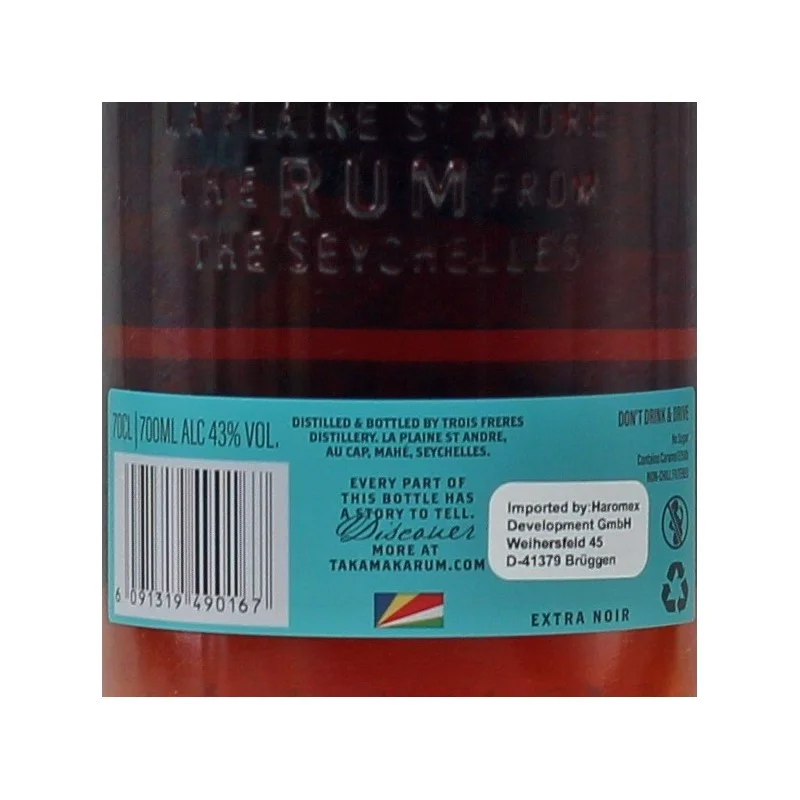 LA PLAINE ST ANDRE
THE RUM FROM
THE SEYCHELLES
70CL | 700ML ALC 43% VOL.
6 091319 490167
DISTILLED & BOTTLED BY TROIS FRERES
DISTILLERY. LA PLAINE ST ANDRE,
AU CAP, MAHÉ, SEYCHELLES.
EVERY PART OF
THIS BOTTLE HAS
A STORY TO TELL.
Discover
MORE AT
TAKAMAKARUM.COM
DON'T DRINK & DRIVE
No Sugar
Contains Caramel
NON-CHILL FILTERED
Imported by:Haromex
Development GmbH
Weihersfeld 45
D-41379 Brüggen
EXTRA NOIR